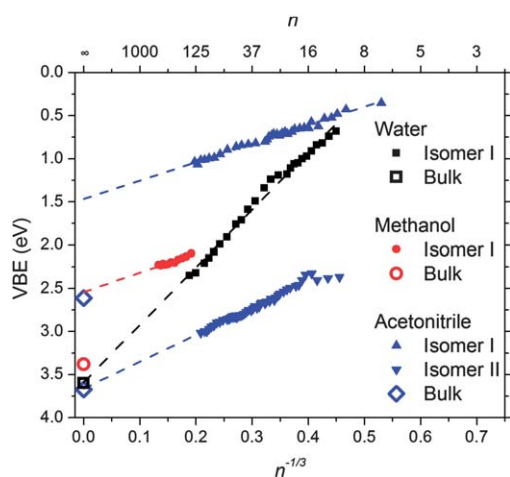 n
∞ 1000 125 37 16 8 5 3
0.0
0.5
1.0
1.5
2.0
2.5
3.0
3.5
4.0
VBE (eV)
Water
Isomer I
Bulk
Methanol
Isomer I
Bulk
Acetonitrile
Isomer I
Isomer II
Bulk
0.0 0.1 0.2 0.3 0.4 0.5 0.6 0.7
n^-1/3